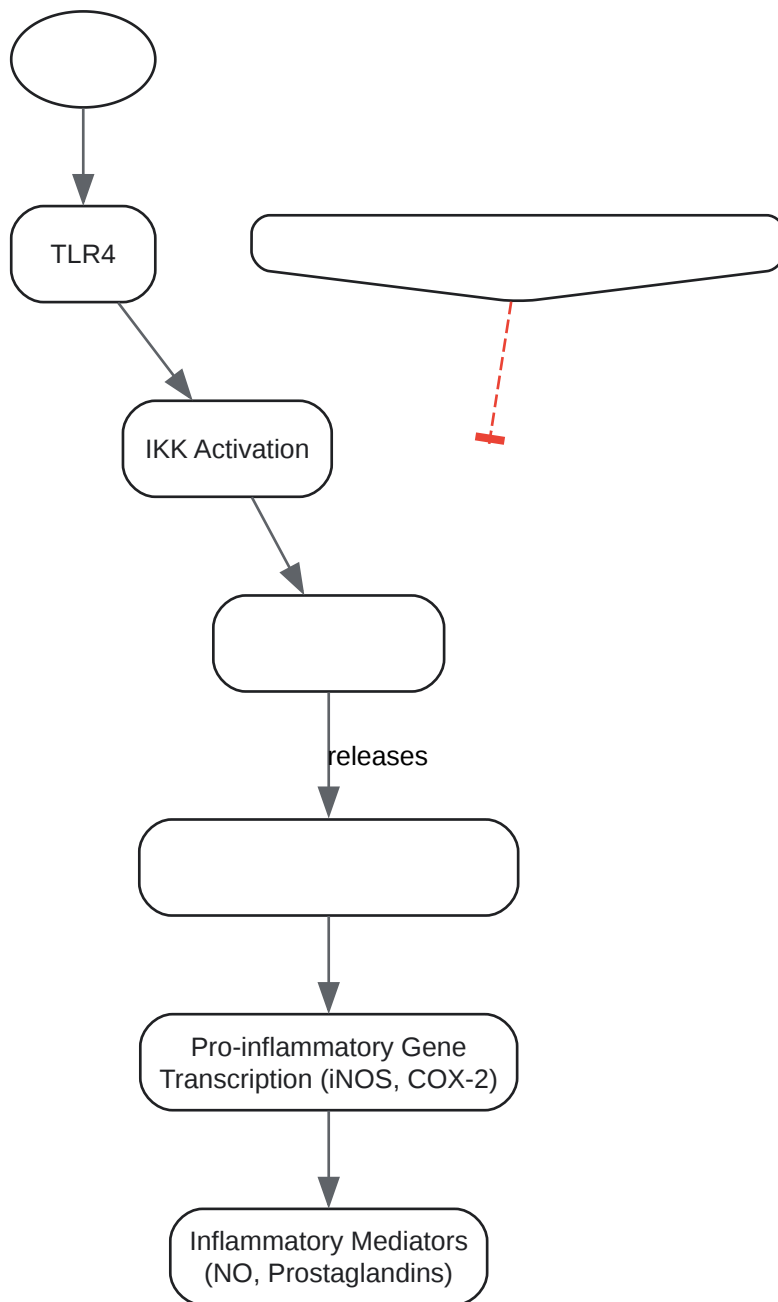 TLR4
IKK Activation
releases
Pro-inflammatory Gene
Transcription (iNOS, COX-2)
Inflammatory Mediators
(NO, Prostaglandins)